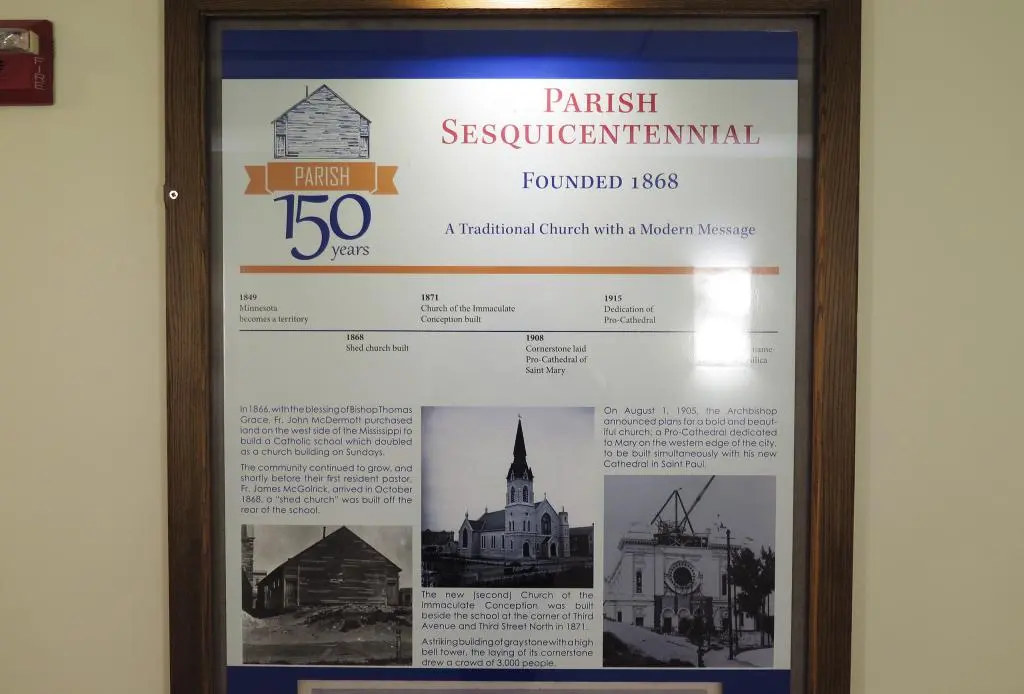 FIRE
PARISH
150
years
PARISH
SESQUICENTENNIAL
FOUNDED 1868
A Traditional Church with a Modern Message
1849
Minnesota
becomes a territory
1871
Church of the Immaculate
Conception built
1915
Dedication of
Pro-Cathedral
1868
Shed church built
1908
Cornerstone laid
Pro-Cathedral of
Saint Mary
In 1866, with the blessing of Bishop Thomas
Grace, Fr. John McDermott purchased
land on the west side of the Mississippi to
build a Catholic school which doubled
as a church building on Sundays.
The community continued to grow, and
shortly before their first resident pastor,
Fr. James McGolrick, arrived in October
1868, a "shed church" was built off the
rear of the school.
The new (second) Church of the
Immaculate Conception was built
beside the school at the corner of Third
Avenue and Third Street North in 1871.
A striking building of gray stone with a high
bell tower, the laying of its cornerstone
drew a crowd of 3,000 people.
On August 1, 1905, the Archbishop
announced plans for a bold and beaut-
iful church; a Pro-Cathedral dedicated
to Mary on the western edge of the city,
to be built simultaneously with his new
Cathedral in Saint Paul.